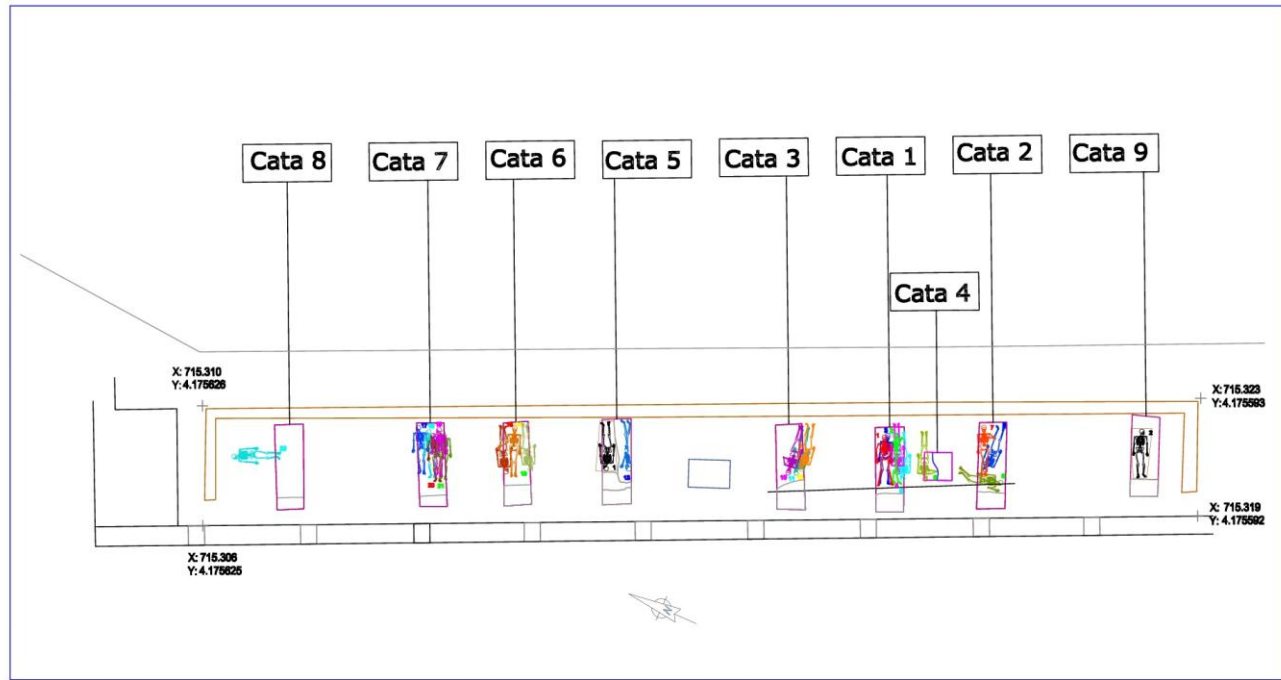 Cata 8
Cata 7
Cata 6
Cata 5
Cata 3
Cata 1
Cata 2
Cata 9
Cata 4
X: 715.310
Y: 4.175626
X: 715.323
Y: 4.175593
X: 715.319
Y: 4.175592
X: 715.306
Y: 4.175625
N